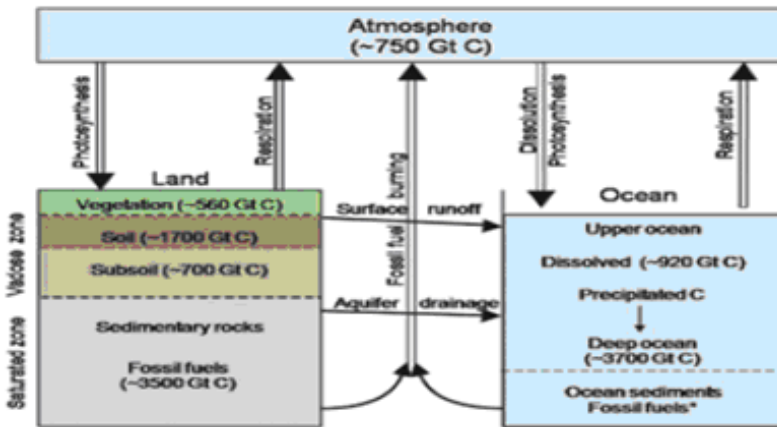 Atmosphere
(~750 Gt C)
Photosynthesis
Respiration
Fossil fuel burning
Dissolution
Photosynthesis
Respiration
Land
Vegetation (~560 Gt C)
Soil (~1700 Gt C)
Subsoil (~700 Gt C)
Sedimentary rocks
Fossil fuels
(~3500 Gt C)
Vadose zone
Saturated zone
Surface runoff
Aquifer drainage
Ocean
Upper ocean
Dissolved (~920 Gt C)
Precipitated C
Deep ocean
(~3700 Gt C)
Ocean sediments
Fossil fuels*